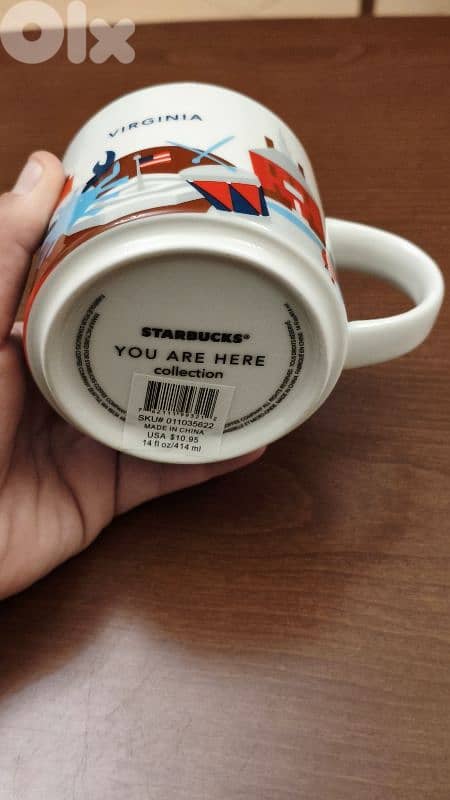 Olx
VIRGINIA
STARBUCKS®
YOU ARE HERE
collection
SKU# 011035622
MADE IN CHINA
USA $10.95
14 fl oz/414 ml